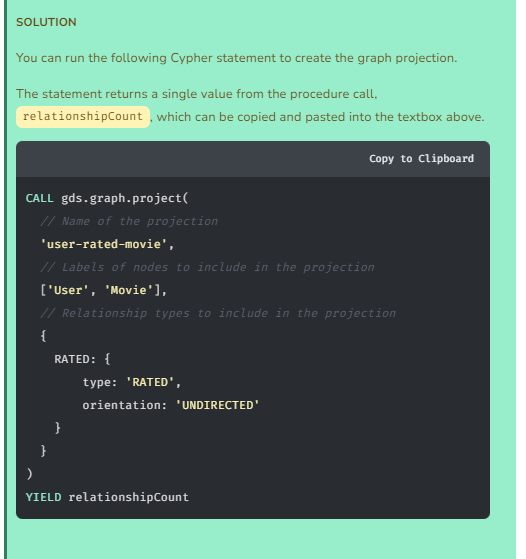 SOLUTION
You can run the following Cypher statement to create the graph projection.
The statement returns a single value from the procedure call,
relationshipCount , which can be copied and pasted into the textbox above.
Copy to Clipboard
CALL gds.graph.project(
  // Name of the projection
  'user-rated-movie',
  // Labels of nodes to include in the projection
  ['User', 'Movie'],
  // Relationship types to include in the projection
  {
    RATED: {
        type: 'RATED',
        orientation: 'UNDIRECTED'
    }
  }
)
YIELD relationshipCount